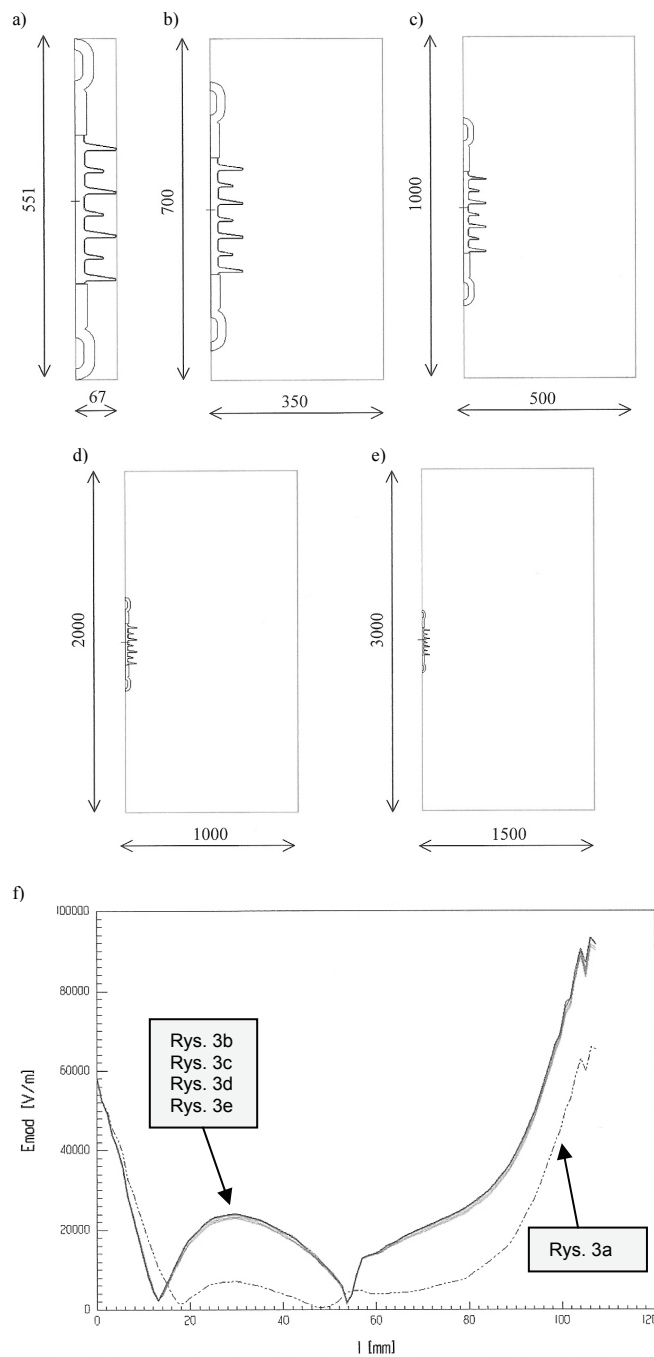 a)
b)
c)
551
700
1000
67
350
500
d)
e)
2000
3000
1000
1500
f)
100000
80000
60000
40000
20000
0
Emod [V/m]
Rys. 3b
Rys. 3c
Rys. 3d
Rys. 3e
Rys. 3a
0
20
40
60
80
100
120
l [mm]